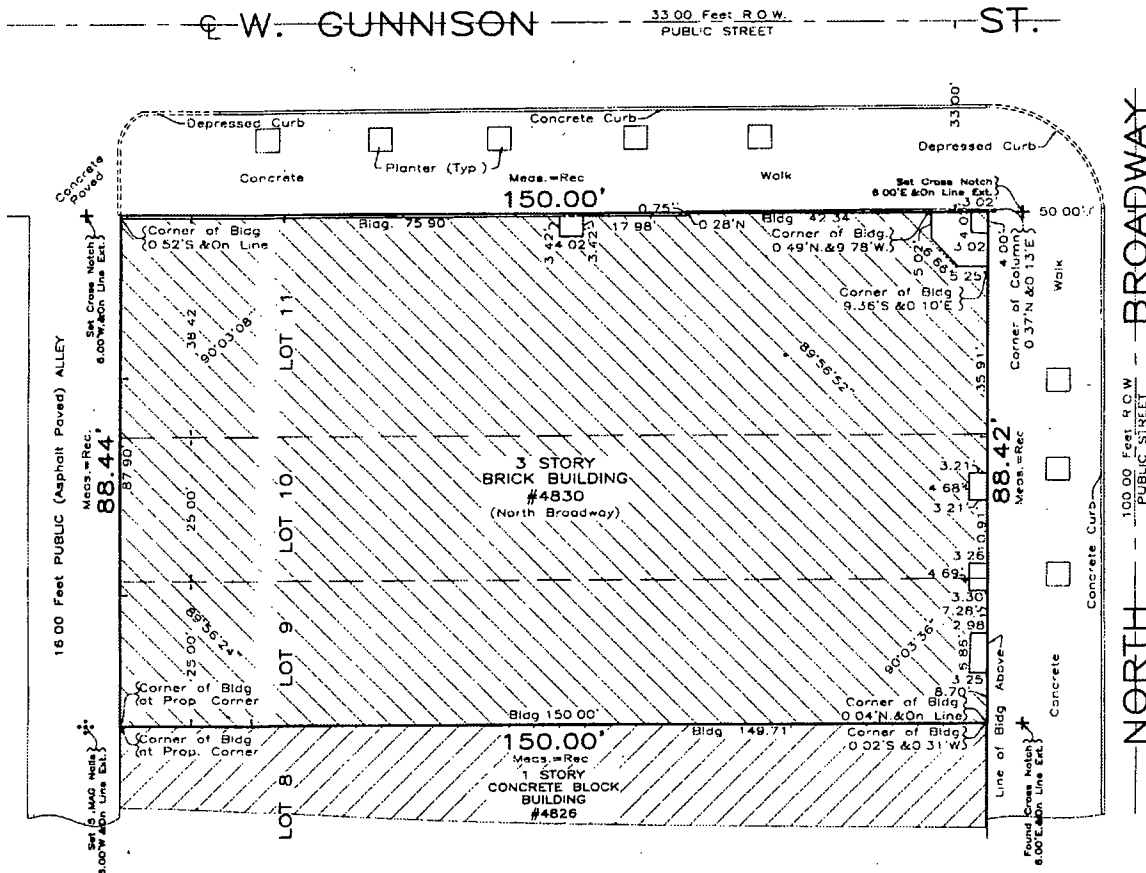 ℄ W. GUNNISON ST.
33.00 Feet R.O.W.
PUBLIC STREET
33.00'
Depressed Curb
Concrete Curb
Depressed Curb
Planter (Typ.)
Concrete
Walk
Concrete
Paved
Meas.=Rec
150.00'
Set Cross Notch
6.00'E.&On Line Ext.
50.00'
Corner of Bldg
0.52'S &On Line
Bldg. 75.90
3.42
4.02
3.42
17.98
0.75
0.28'N
Bldg 42.34
Corner of Bldg.
0.49'N.&9.78'W.
3.02
3.02
4.00'
5.02
6.66
5.25
Corner of Bldg
9.36'S &0.10'E
Corner of Column
0.37'N &0.13'E
Walk
Set Cross Notch
6.00'W.&On Line Ext.
16.00 Feet PUBLIC (Asphalt Paved) ALLEY
Meas.=Rec.
88.44'
87.90'
38.42
90°03'08"
LOT 11
89°56'52"
35.91'
25.00'
LOT 10
3 STORY
BRICK BUILDING
#4830
(North Broadway)
3.21
4.68
3.21
88.42'
Meas.=Rec
3.26
4.69
3.30
7.28'
2.98
5.85
3.25
8.70
25.00'
89°56'24"
LOT 9
90°03'36"
Concrete
Concrete Curb
NORTH BROADWAY
100.00 Feet R.O.W
PUBLIC STREET
Corner of Bldg
at Prop. Corner
Corner of Bldg
0.04'N.&On Line
Bldg 150.00'
Corner of Bldg
at Prop. Corner
150.00'
Meas.=Rec
Bldg 149.71
Corner of Bldg
0.02'S &0.31'W
Line of Bldg Above
LOT 8
1 STORY
CONCRETE BLOCK
BUILDING
#4826
Found Cross Notch
6.00'E.&On Line Ext.